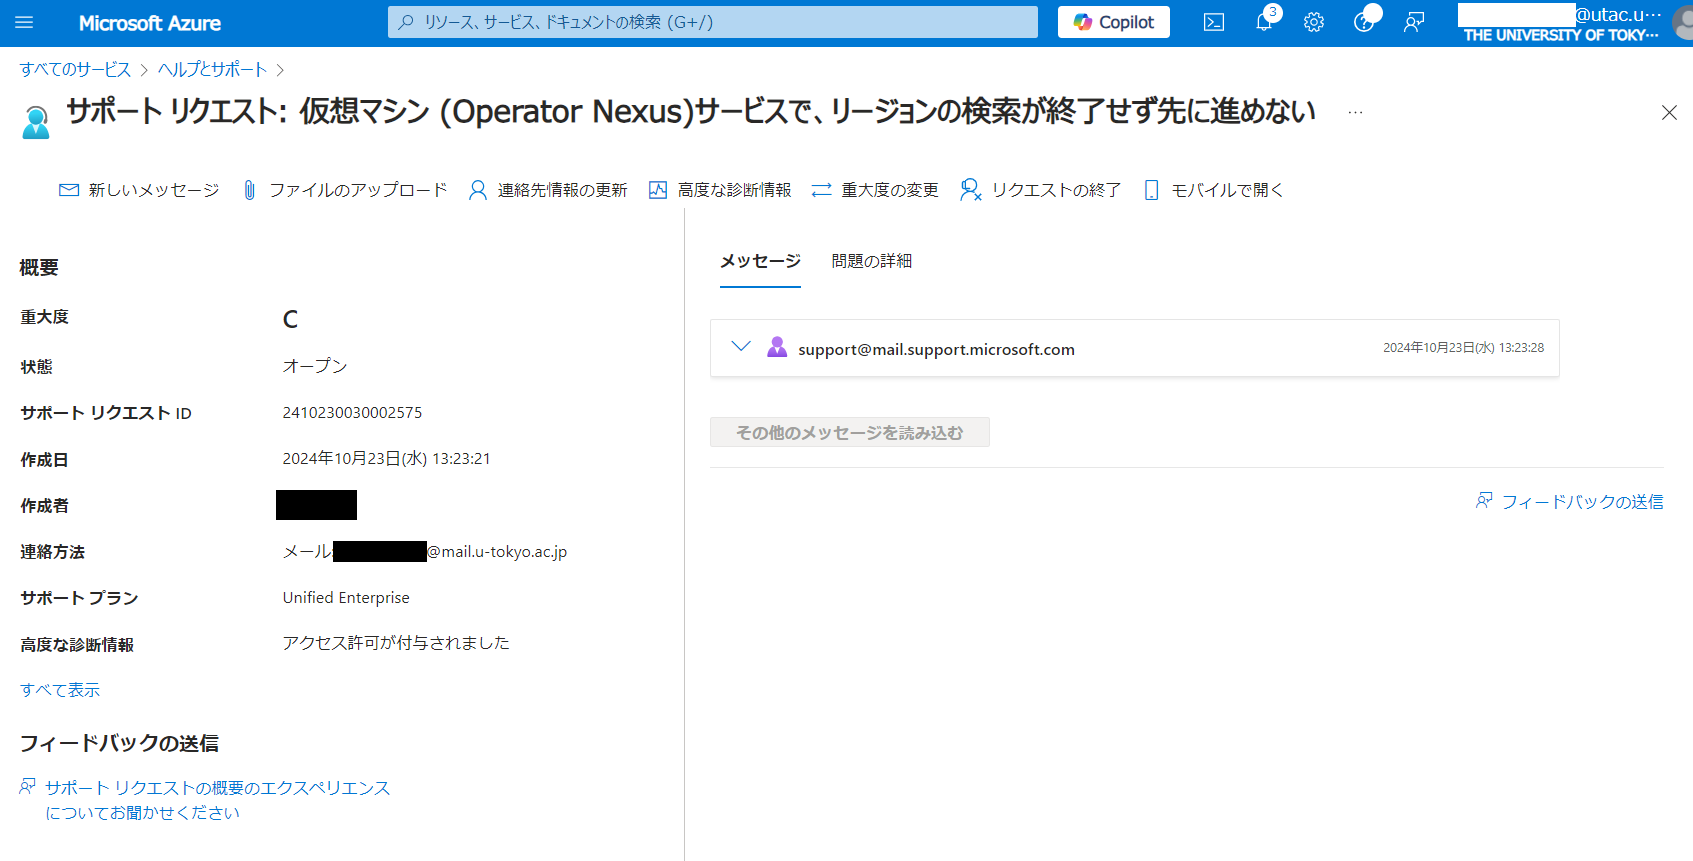 Microsoft Azure
リソース、サービス、ドキュメントの検索 (G+/)
Copilot
3
@utac.u…
THE UNIVERSITY OF TOKY…
すべてのサービス > ヘルプとサポート >
サポート リクエスト: 仮想マシン (Operator Nexus)サービスで、リージョンの検索が終了せず先に進めない …
新しいメッセージ ファイルのアップロード 連絡先情報の更新 高度な診断情報 重大度の変更 リクエストの終了 モバイルで開く
概要
重大度 C
状態 オープン
サポート リクエスト ID 2410230030002575
作成日 2024年10月23日(水) 13:23:21
作成者
連絡方法 メール: @mail.u-tokyo.ac.jp
サポート プラン Unified Enterprise
高度な診断情報 アクセス許可が付与されました
すべて表示
フィードバックの送信
サポート リクエストの概要のエクスペリエンス
についてお聞かせください
メッセージ 問題の詳細
support@mail.support.microsoft.com 2024年10月23日(水) 13:23:28
その他のメッセージを読み込む
フィードバックの送信